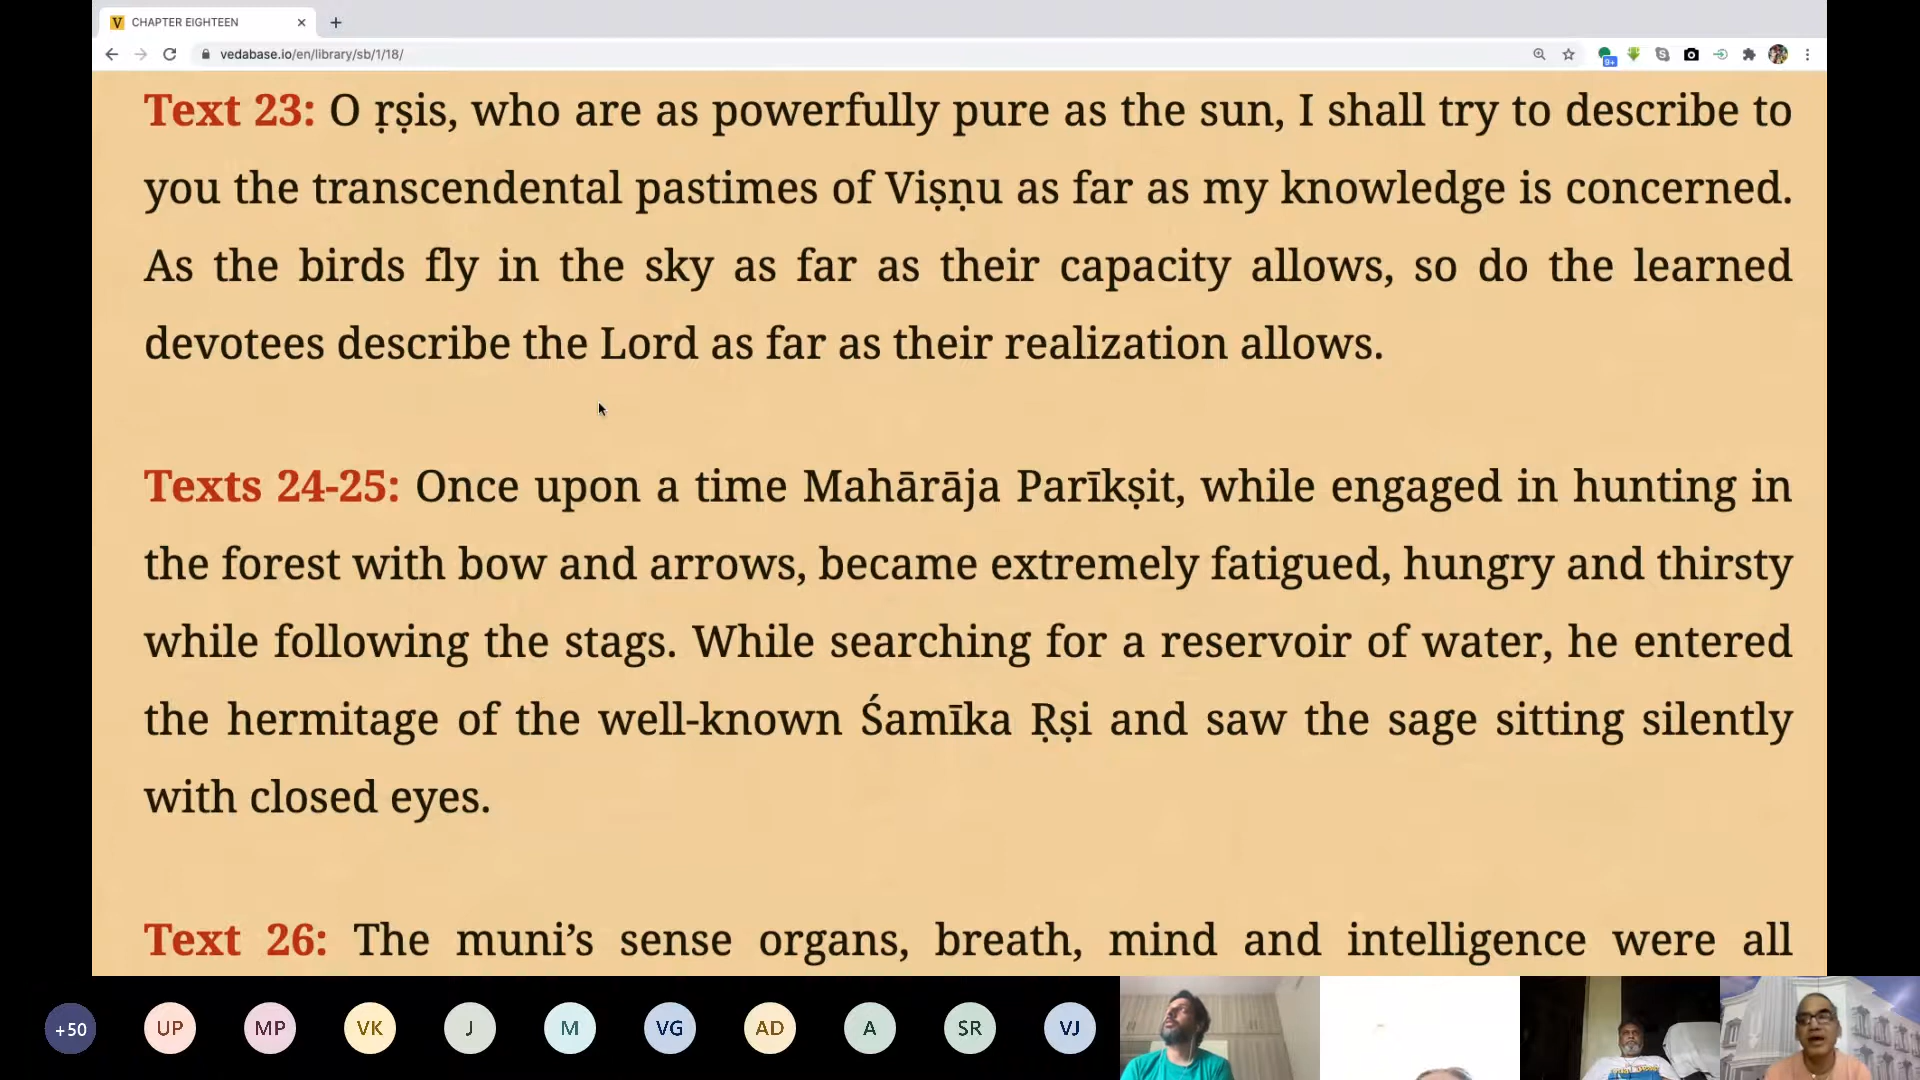 V CHAPTER EIGHTEEN
vedabase.io/en/library/sb/1/18/
9+
Text 23: O ṛṣis, who are as powerfully pure as the sun, I shall try to describe to
you the transcendental pastimes of Viṣṇu as far as my knowledge is concerned.
As the birds fly in the sky as far as their capacity allows, so do the learned
devotees describe the Lord as far as their realization allows.
Texts 24-25: Once upon a time Mahārāja Parīkṣit, while engaged in hunting in
the forest with bow and arrows, became extremely fatigued, hungry and thirsty
while following the stags. While searching for a reservoir of water, he entered
the hermitage of the well-known Śamīka Ṛṣi and saw the sage sitting silently
with closed eyes.
Text 26: The muni’s sense organs, breath, mind and intelligence were all
+50 UP MP VK J M VG AD A SR VJ